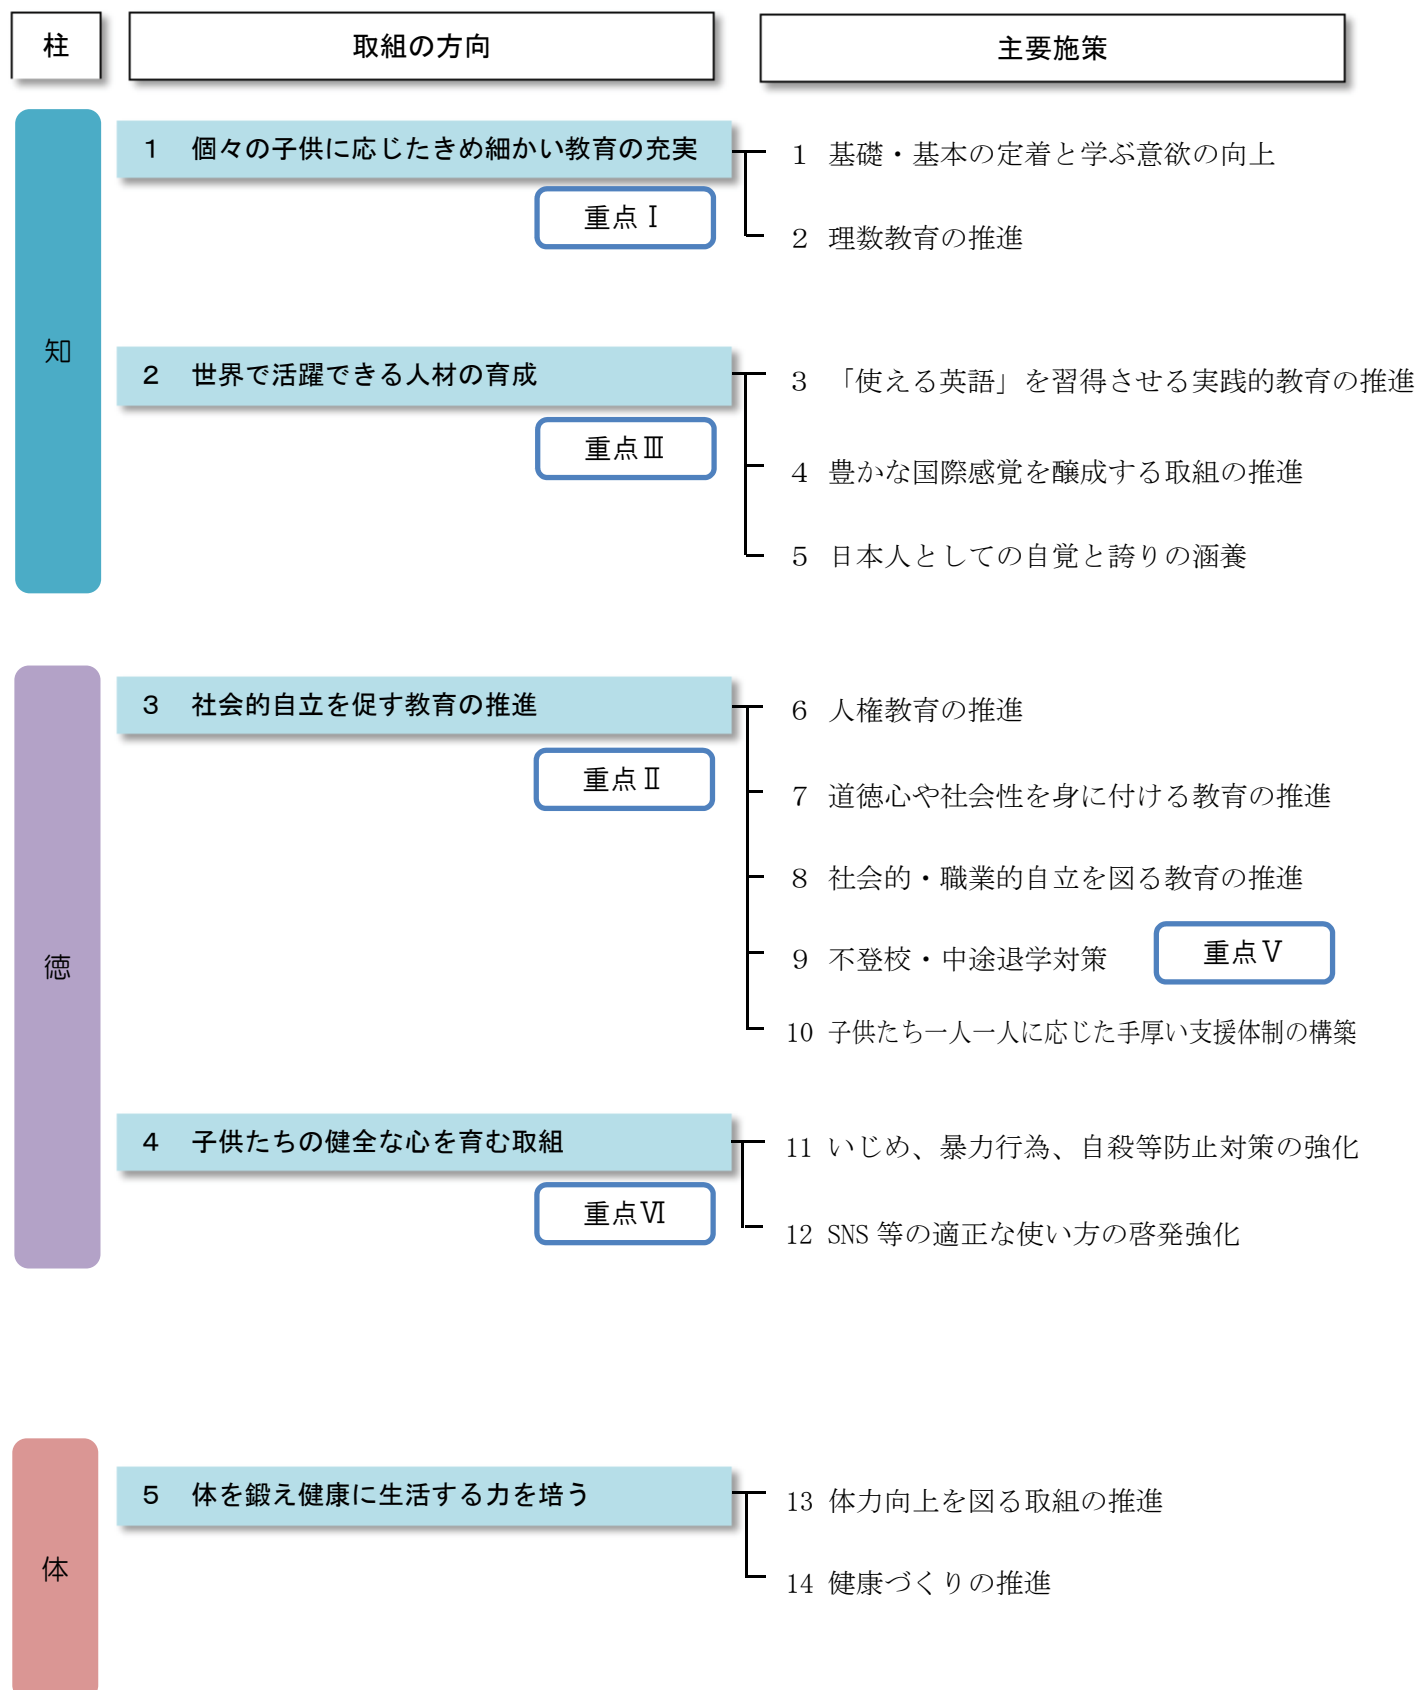 柱
取組の方向
主要施策
知
1 個々の子供に応じたきめ細かい教育の充実
重点Ⅰ
1 基礎・基本の定着と学ぶ意欲の向上
2 理数教育の推進
2 世界で活躍できる人材の育成
重点Ⅲ
3 「使える英語」を習得させる実践的教育の推進
4 豊かな国際感覚を醸成する取組の推進
5 日本人としての自覚と誇りの涵養
徳
3 社会的自立を促す教育の推進
重点Ⅱ
6 人権教育の推進
7 道徳心や社会性を身に付ける教育の推進
8 社会的・職業的自立を図る教育の推進
9 不登校・中途退学対策
重点Ⅴ
10 子供たち一人一人に応じた手厚い支援体制の構築
4 子供たちの健全な心を育む取組
重点Ⅵ
11 いじめ、暴力行為、自殺等防止対策の強化
12 SNS 等の適正な使い方の啓発強化
体
5 体を鍛え健康に生活する力を培う
13 体力向上を図る取組の推進
14 健康づくりの推進